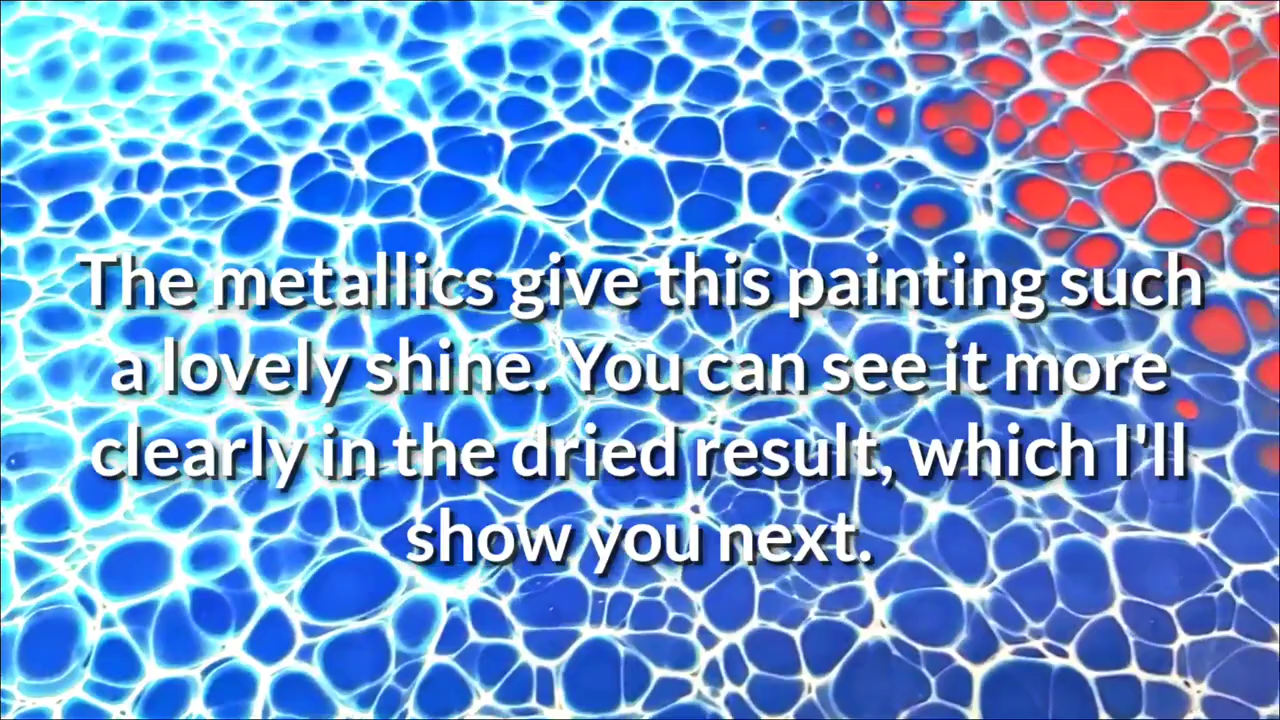 The metallics give this painting such
a lovely shine. You can see it more
clearly in the dried result, which I'll
show you next.